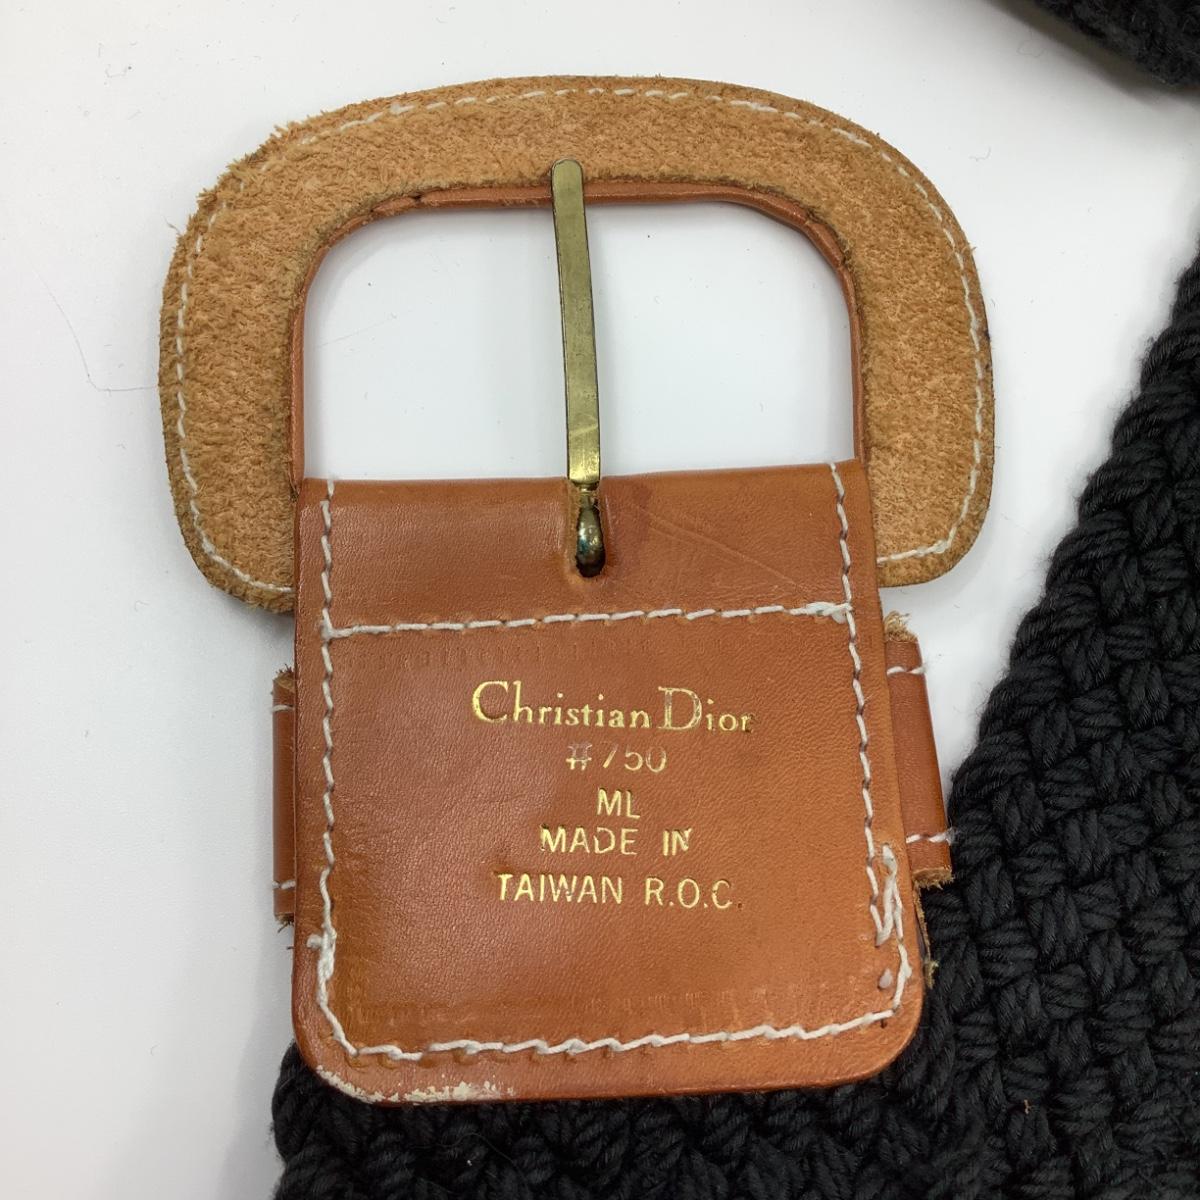 Christian Dior
#750
ML
MADE IN
TAIWAN R.O.C.